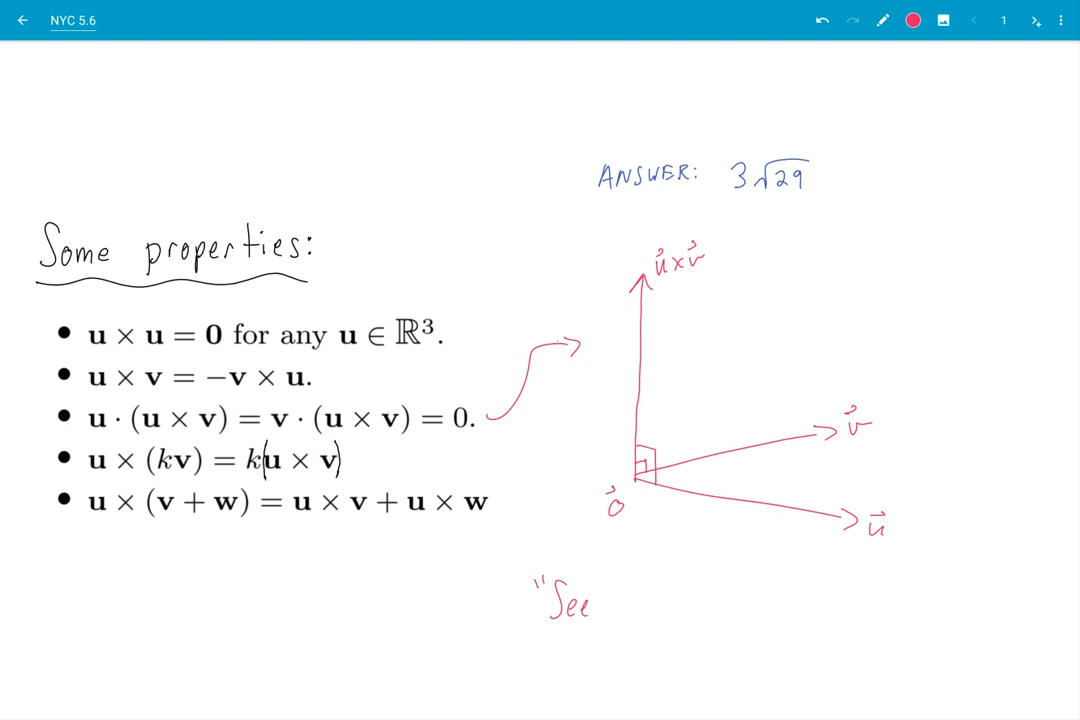 NYC 5.6
1
ANSWER: 3√29
Some properties:
• u × u = 0 for any u ∈ ℝ³.
• u × v = −v × u.
• u · (u × v) = v · (u × v) = 0.
• u × (kv) = k(u × v)
• u × (v + w) = u × v + u × w
u⃗×v⃗
v⃗
0⃗
u⃗
"See